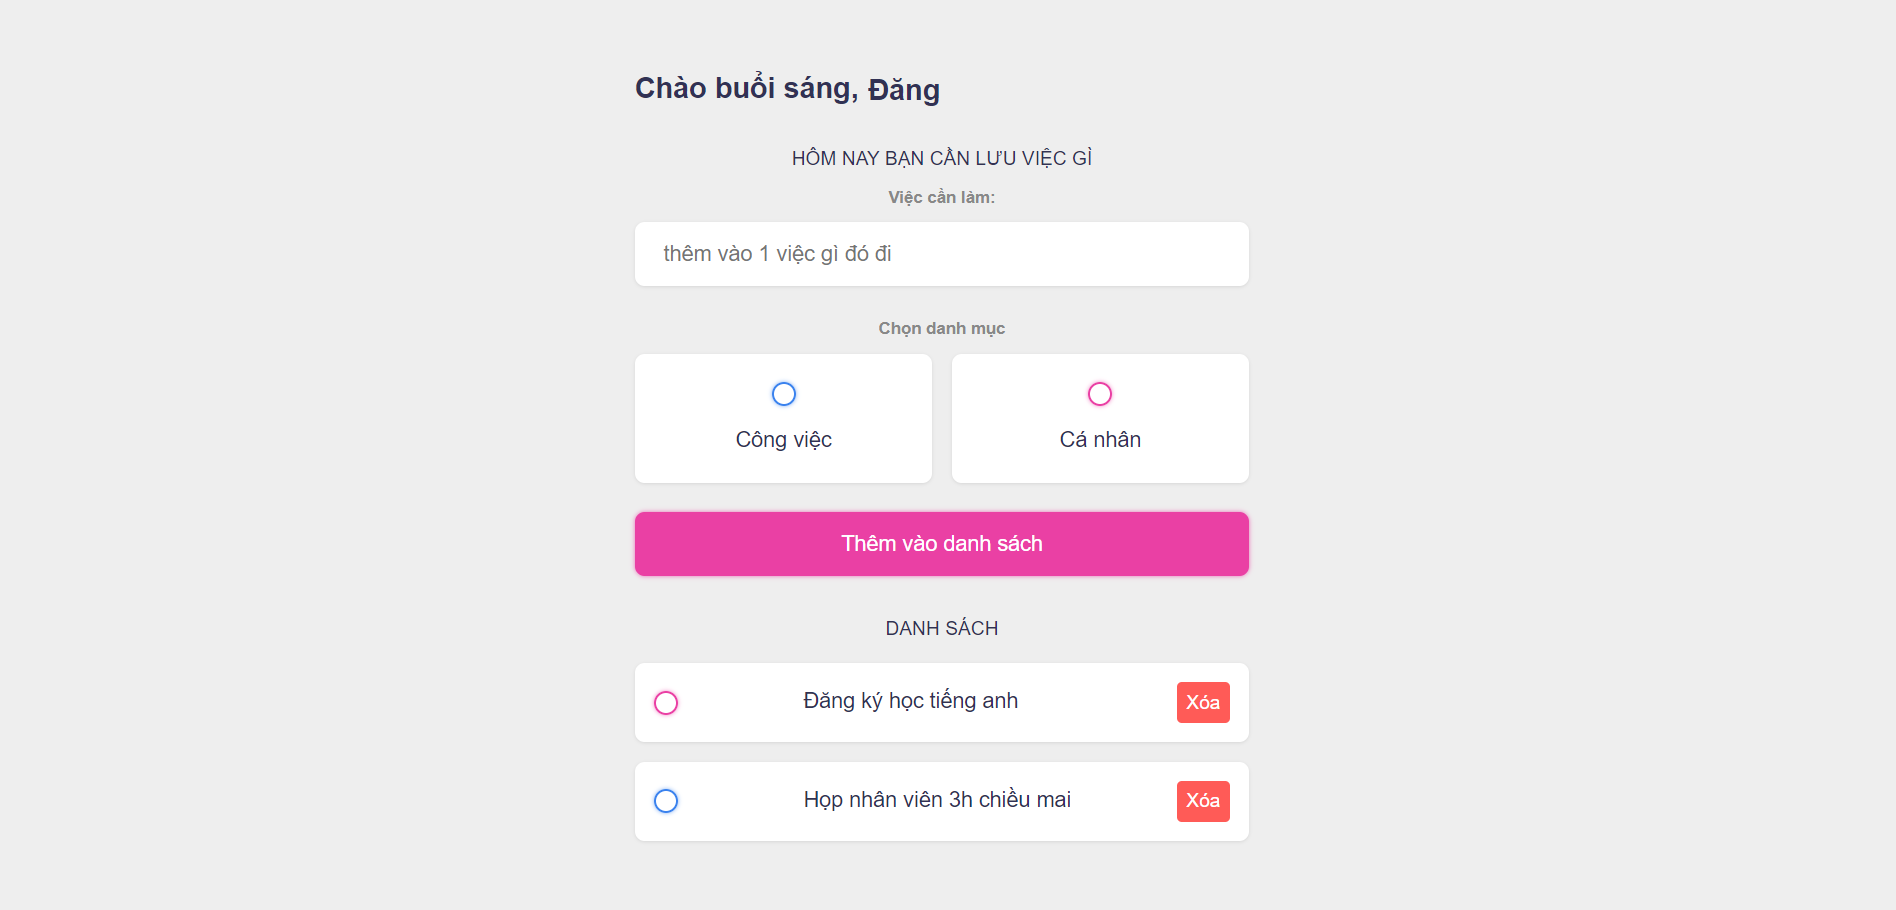 Chào buổi sáng, Đăng
HÔM NAY BẠN CẦN LƯU VIỆC GÌ
Việc cần làm:
thêm vào 1 việc gì đó đi
Chọn danh mục
Công việc
Cá nhân
Thêm vào danh sách
DANH SÁCH
Đăng ký học tiếng anh
Xóa
Họp nhân viên 3h chiều mai
Xóa